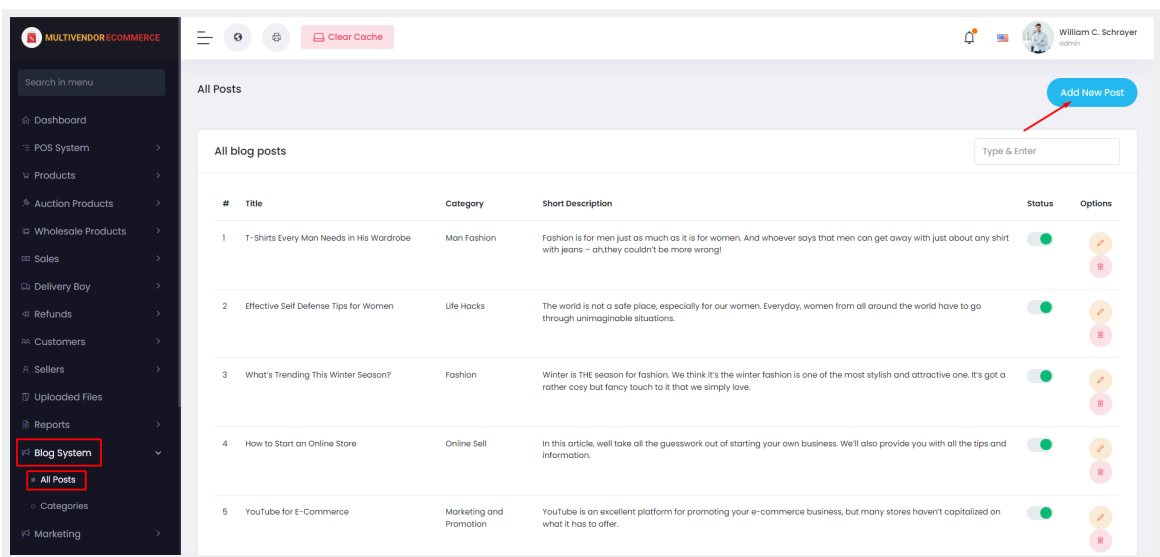 MULTIVENDOR ECOMMERCE
Clear Cache
William C. Schroyer
admin
Search in menu
Dashboard
POS System
Products
Auction Products
Wholesale Products
Sales
Delivery Boy
Refunds
Customers
Sellers
Uploaded Files
Reports
Blog System
All Posts
Categories
Marketing
All Posts
Add New Post
All blog posts
Type & Enter
# Title Category Short Description Status Options
1 T-Shirts Every Man Needs in His Wardrobe Man Fashion Fashion is for men just as much as it is for women. And whoever says that men can get away with just about any shirt
with jeans – ah,they couldn't be more wrong!
2 Effective Self Defense Tips for Women Life Hacks The world is not a safe place, especially for our women. Everyday, women from all around the world have to go
through unimaginable situations.
3 What's Trending This Winter Season? Fashion Winter is THE season for fashion. We think it's the winter fashion is one of the most stylish and attractive one. It's got a
rather cosy but fancy touch to it that we simply love.
4 How to Start an Online Store Online Sell In this article, well take all the guesswork out of starting your own business. We'll also provide you with all the tips and
information.
5 YouTube for E-Commerce Marketing and YouTube is an excellent platform for promoting your e-commerce business, but many stores haven't capitalized on
Promotion what it has to offer.